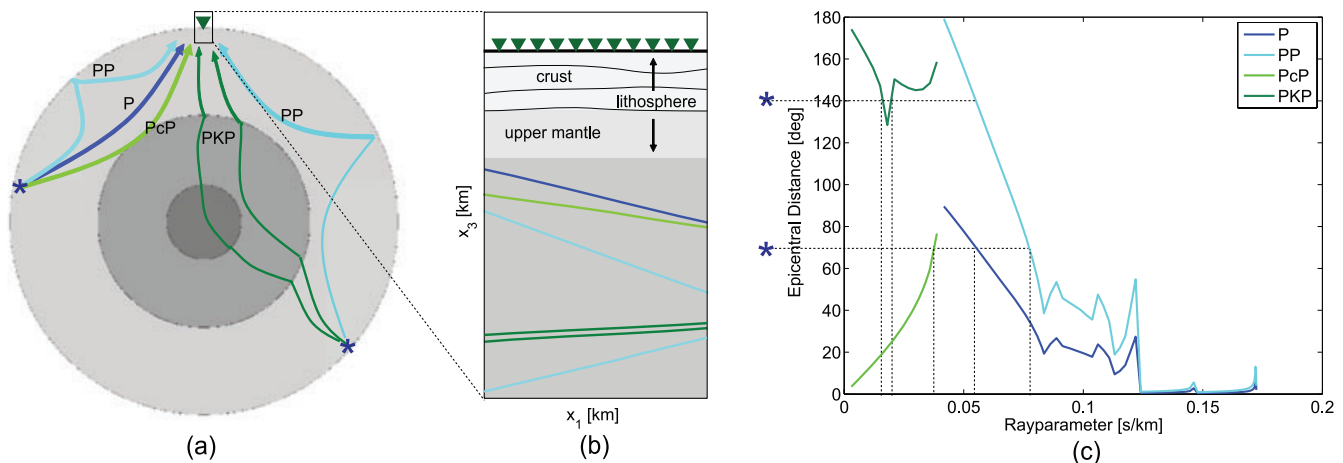 (a)
PP
P
PcP
PKP
PP
*
*
(b)
crust
lithosphere
upper mantle
x3 [km]
x1 [km]
(c)
Epicentral Distance [deg]
180
160
140
120
100
80
60
40
20
0
*
*
0
0.05
0.1
0.15
0.2
Rayparameter [s/km]
P
PP
PcP
PKP